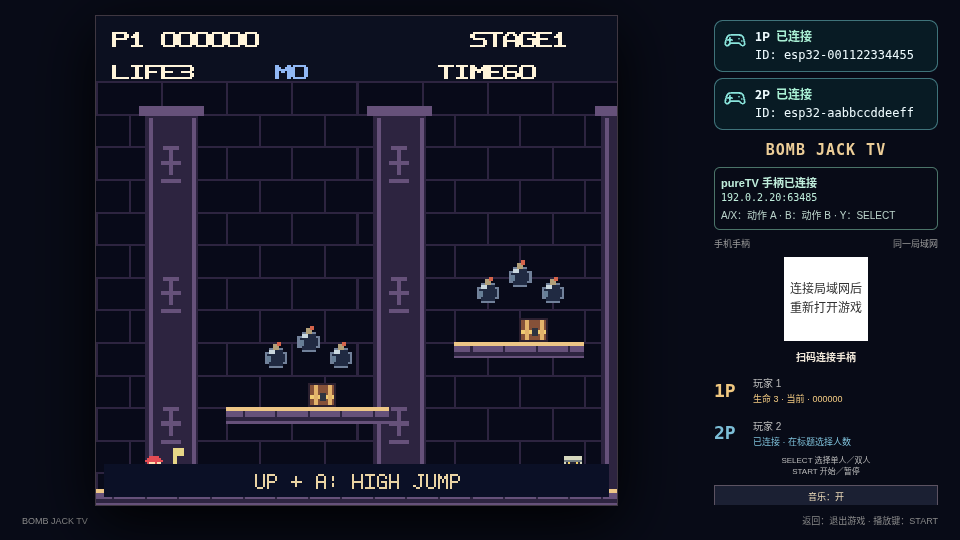 P1 000000
STAGE1
LIFE3
M0
TIME60
UP + A: HIGH JUMP
BOMB JACK TV
1P 已连接
ID: esp32-001122334455
2P 已连接
ID: esp32-aabbccddeeff
BOMB JACK TV
pureTV 手柄已连接
192.0.2.20:63485
A/X: 动作 A · B: 动作 B · Y: SELECT
手机手柄
同一局域网
连接局域网后
重新打开游戏
扫码连接手柄
1P
玩家 1
生命 3 · 当前 · 000000
2P
玩家 2
已连接 · 在标题选择人数
SELECT 选择单人／双人
START 开始／暂停
音乐: 开
返回: 退出游戏 · 播放键: START